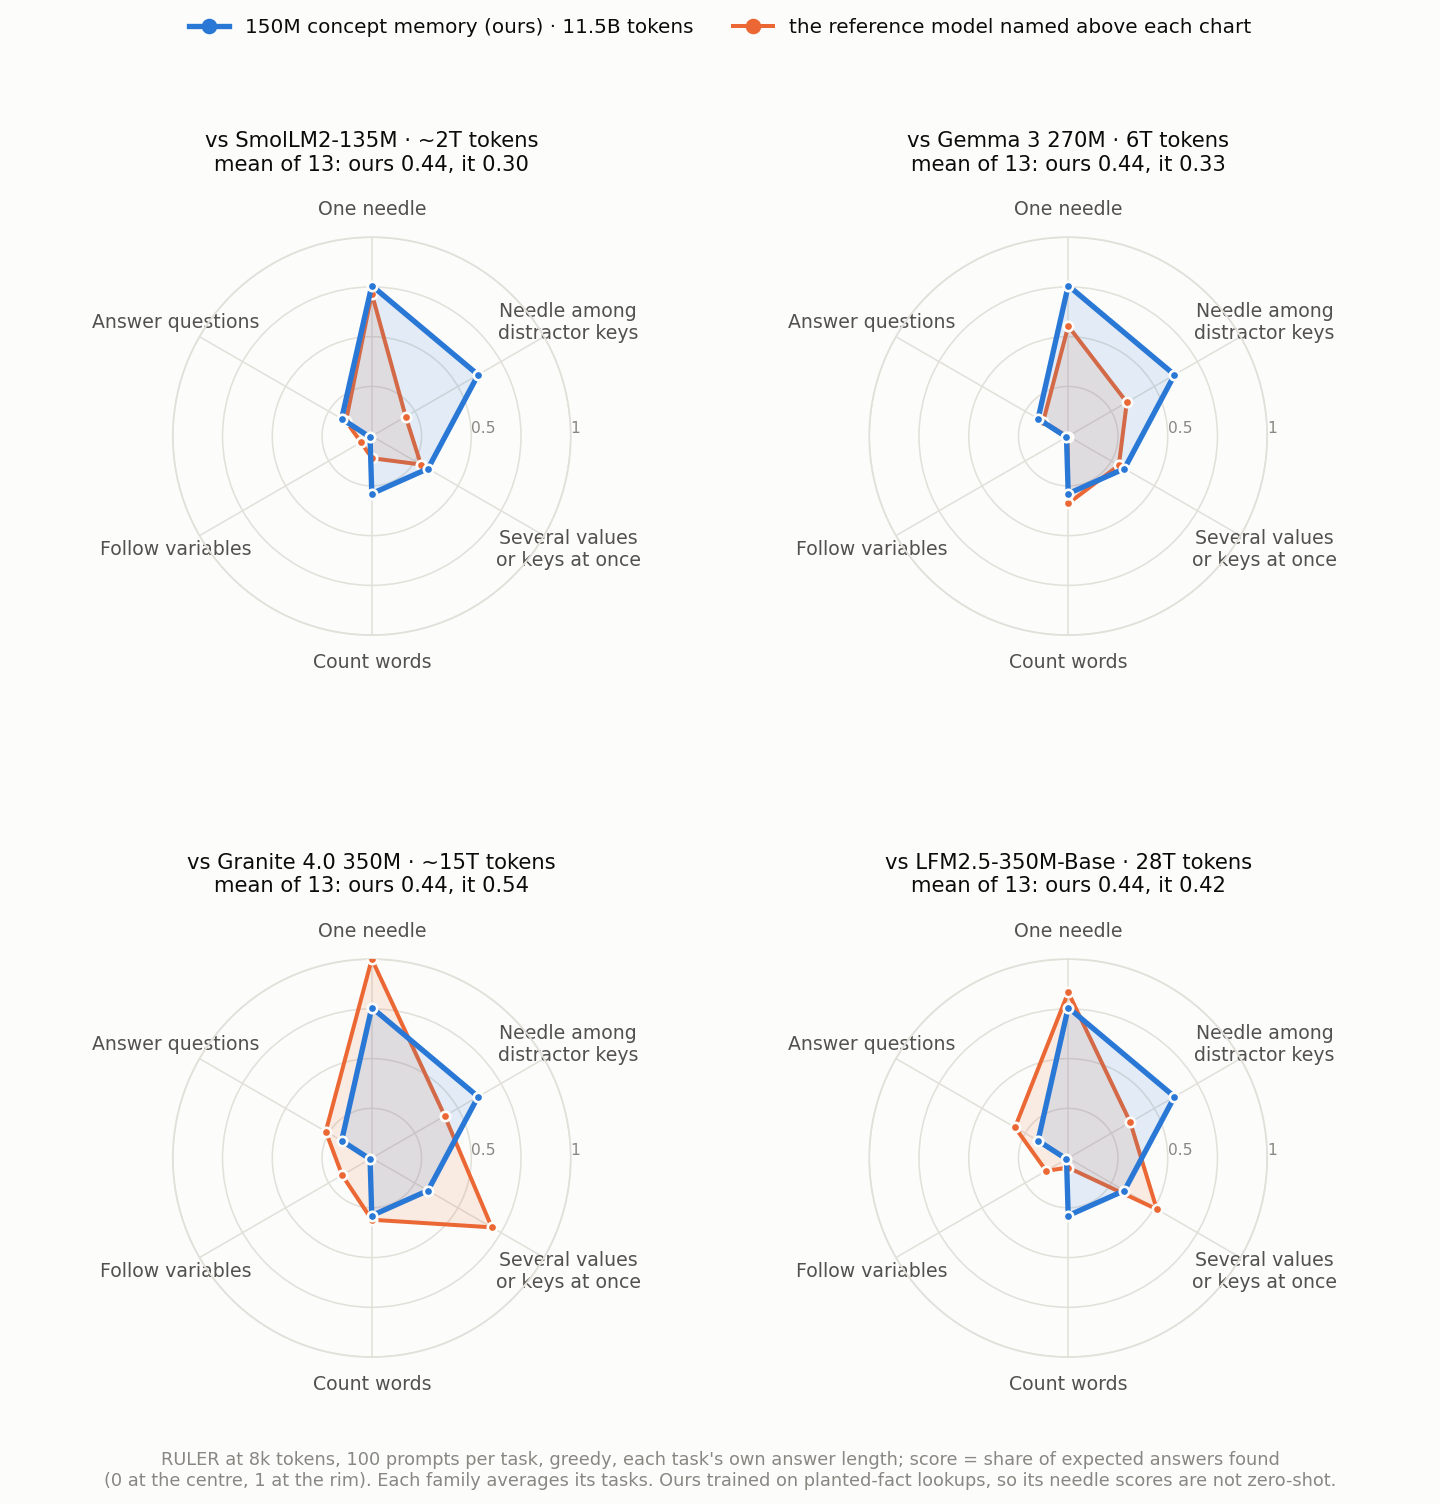 150M concept memory (ours) · 11.5B tokens
the reference model named above each chart
vs SmolLM2-135M · ~2T tokens
mean of 13: ours 0.44, it 0.30
One needle
Needle among
distractor keys
Answer questions
0.5
1
Follow variables
Several values
or keys at once
Count words
vs Gemma 3 270M · 6T tokens
mean of 13: ours 0.44, it 0.33
One needle
Needle among
distractor keys
Answer questions
0.5
1
Follow variables
Several values
or keys at once
Count words
vs Granite 4.0 350M · ~15T tokens
mean of 13: ours 0.44, it 0.54
One needle
Needle among
distractor keys
Answer questions
0.5
1
Follow variables
Several values
or keys at once
Count words
vs LFM2.5-350M-Base · 28T tokens
mean of 13: ours 0.44, it 0.42
One needle
Needle among
distractor keys
Answer questions
0.5
1
Follow variables
Several values
or keys at once
Count words
RULER at 8k tokens, 100 prompts per task, greedy, each task's own answer length; score = share of expected answers found
(0 at the centre, 1 at the rim). Each family averages its tasks. Ours trained on planted-fact lookups, so its needle scores are not zero-shot.